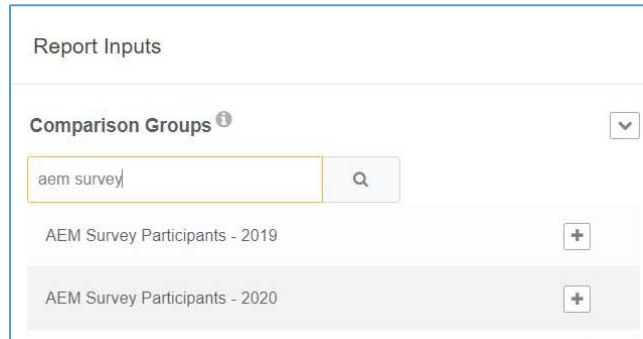 Report Inputs
Comparison Groups
aem survey
AEM Survey Participants - 2019
AEM Survey Participants - 2020